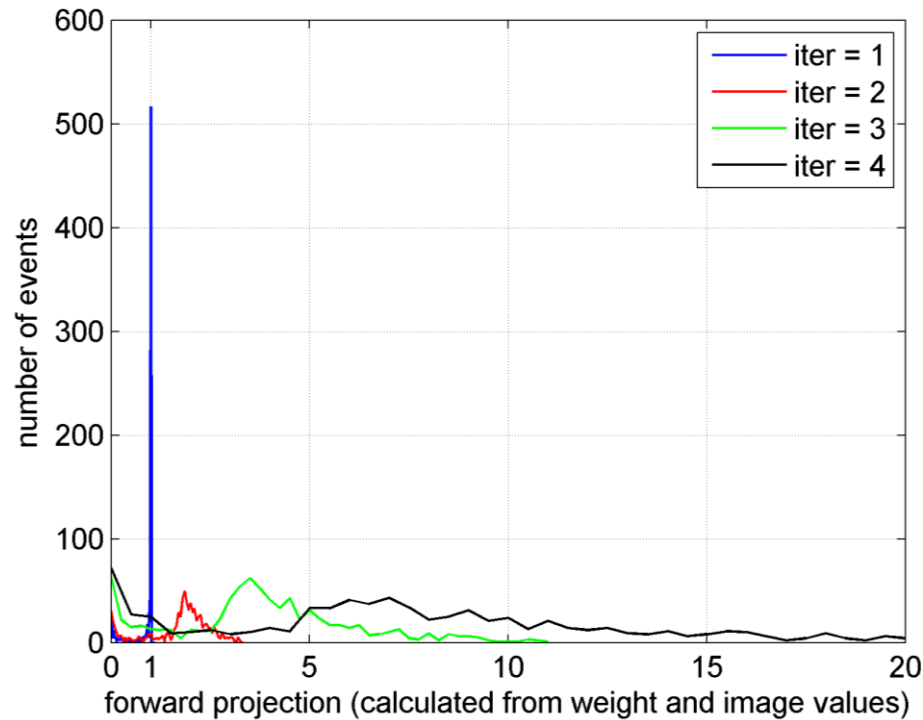 600
500
400
300
200
100
0
number of events
iter = 1
iter = 2
iter = 3
iter = 4
0 1 5 10 15 20
forward projection (calculated from weight and image values)